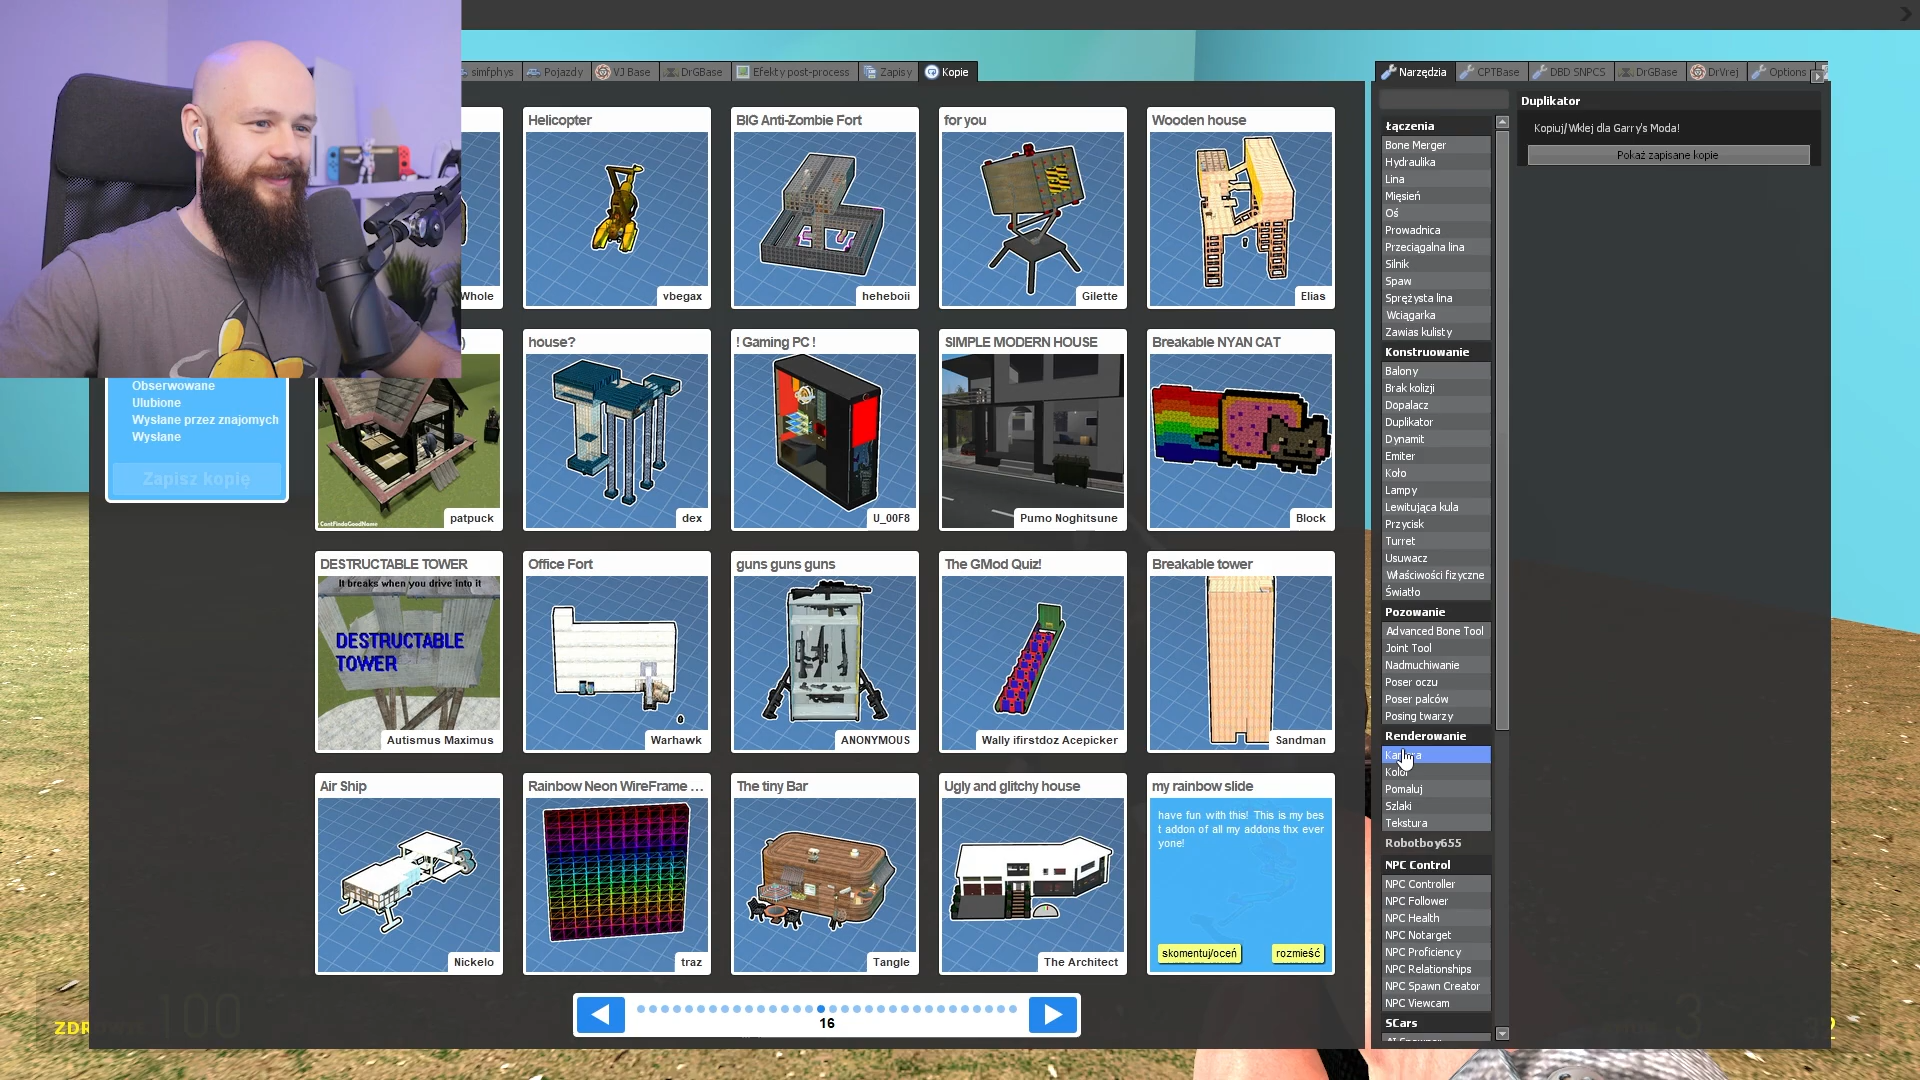 simfphys
Pojazdy
VJ Base
DrGBase
Efekty post-process
Zapisy
Kopie
Narzędzia
CPTBase
DBD SNPCS
DrGBase
DrVrej
Options
Obserwowane
Ulubione
Wysłane przez znajomych
Wysłane
Zapisz kopię
Whole
Helicopter
vbegax
BIG Anti-Zombie Fort
heheboii
for you
Gilette
Wooden house
Elias
)
CantFindaGoodName
patpuck
house?
dex
! Gaming PC !
U_00F8
SIMPLE MODERN HOUSE
Pumo Noghitsune
Breakable NYAN CAT
Block
DESTRUCTABLE TOWER
It breaks when you drive into it
DESTRUCTABLE
TOWER
Autismus Maximus
Office Fort
Warhawk
guns guns guns
ANONYMOUS
The GMod Quiz!
Wally ifirstdoz Acepicker
Breakable tower
Sandman
Air Ship
Nickelo
Rainbow Neon WireFrame ...
traz
The tiny Bar
Tangle
Ugly and glitchy house
The Architect
my rainbow slide
have fun with this! This is my bes
t addon of all my addons thx ever
yone!
skomentuj/oceń
rozmieść
16
Łączenia
Bone Merger
Hydraulika
Lina
Mięsień
Oś
Prowadnica
Przeciągalna lina
Silnik
Spaw
Sprężysta lina
Wciągarka
Zawias kulisty
Konstruowanie
Balony
Brak kolizji
Dopalacz
Duplikator
Dynamit
Emiter
Koło
Lampy
Lewitująca kula
Przycisk
Turret
Usuwacz
Właściwości fizyczne
Światło
Pozowanie
Advanced Bone Tool
Joint Tool
Nadmuchiwanie
Poser oczu
Poser palców
Posing twarzy
Renderowanie
Kolor
Pomaluj
Szlaki
Tekstura
Robotboy655
NPC Control
NPC Controller
NPC Follower
NPC Health
NPC Notarget
NPC Proficiency
NPC Relationships
NPC Spawn Creator
NPC Viewcam
SCars
Duplikator
Kopiuj/Wklej dla Garry's Moda!
Pokaż zapisane kopie
ZDR
100
3